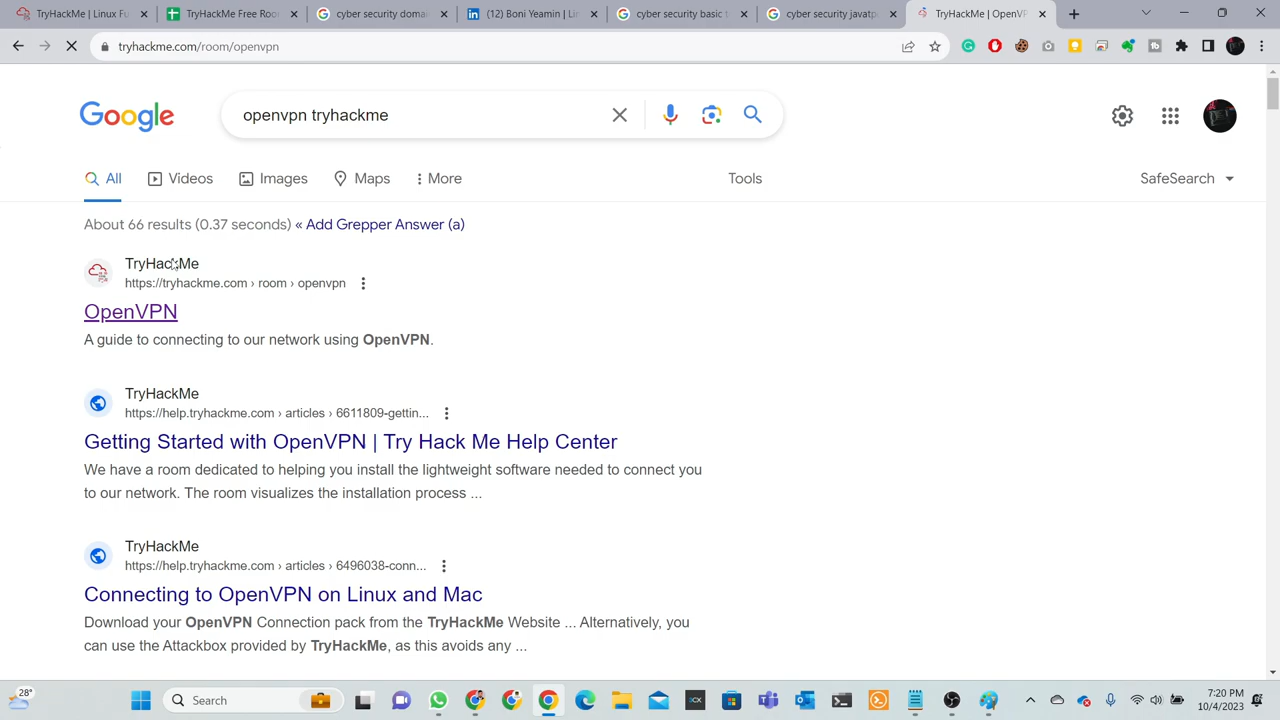 TryHackMe | Linux Fu
TryHackMe Free Roo
cyber security doma
(12) Boni Yeamin | Lin
cyber security basic t
cyber security javatp
TryHackMe | OpenVP
tryhackme.com/room/openvpn
Google
openvpn tryhackme
All
Videos
Images
Maps
More
Tools
SafeSearch
About 66 results (0.37 seconds) « Add Grepper Answer (a)
TryHackMe
https://tryhackme.com › room › openvpn
OpenVPN
A guide to connecting to our network using OpenVPN.
TryHackMe
https://help.tryhackme.com › articles › 6611809-gettin...
Getting Started with OpenVPN | Try Hack Me Help Center
We have a room dedicated to helping you install the lightweight software needed to connect you
to our network. The room visualizes the installation process ...
TryHackMe
https://help.tryhackme.com › articles › 6496038-conn...
Connecting to OpenVPN on Linux and Mac
Download your OpenVPN Connection pack from the TryHackMe Website ... Alternatively, you
can use the Attackbox provided by TryHackMe, as this avoids any ...
28°
Search
7:20 PM
10/4/2023